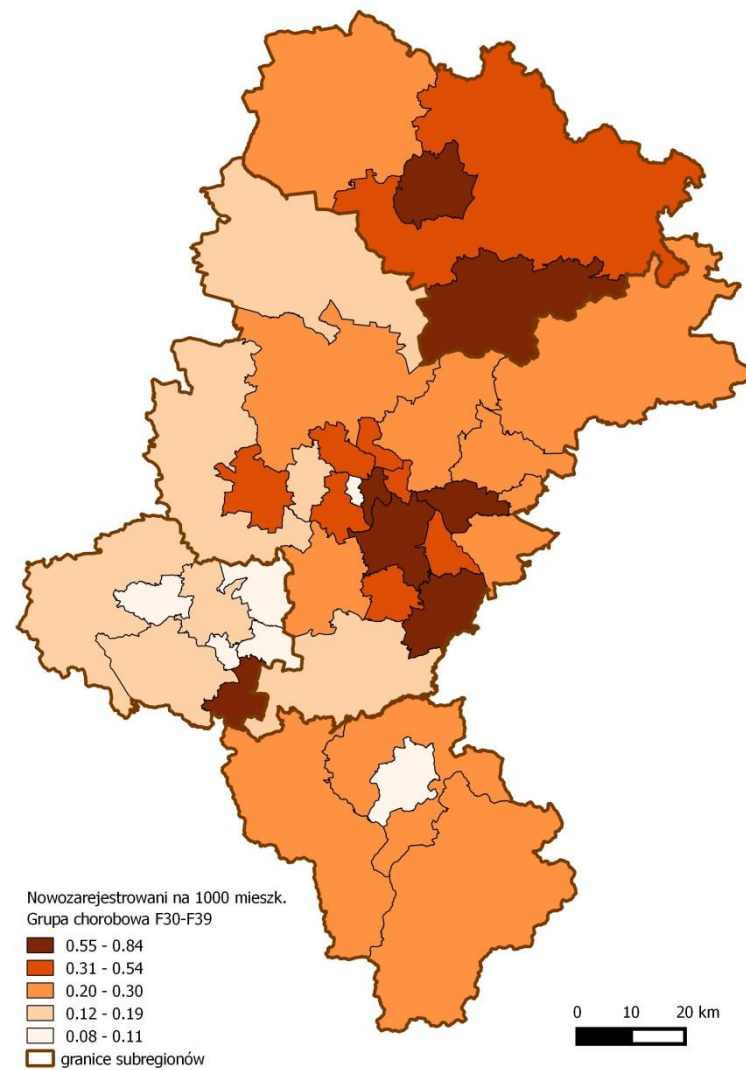 Nowozarejestrowani na 1000 mieszk.
Grupa chorobowa F30-F39
0.55 - 0.84
0.31 - 0.54
0.20 - 0.30
0.12 - 0.19
0.08 - 0.11
granice subregionów
0 10 20 km